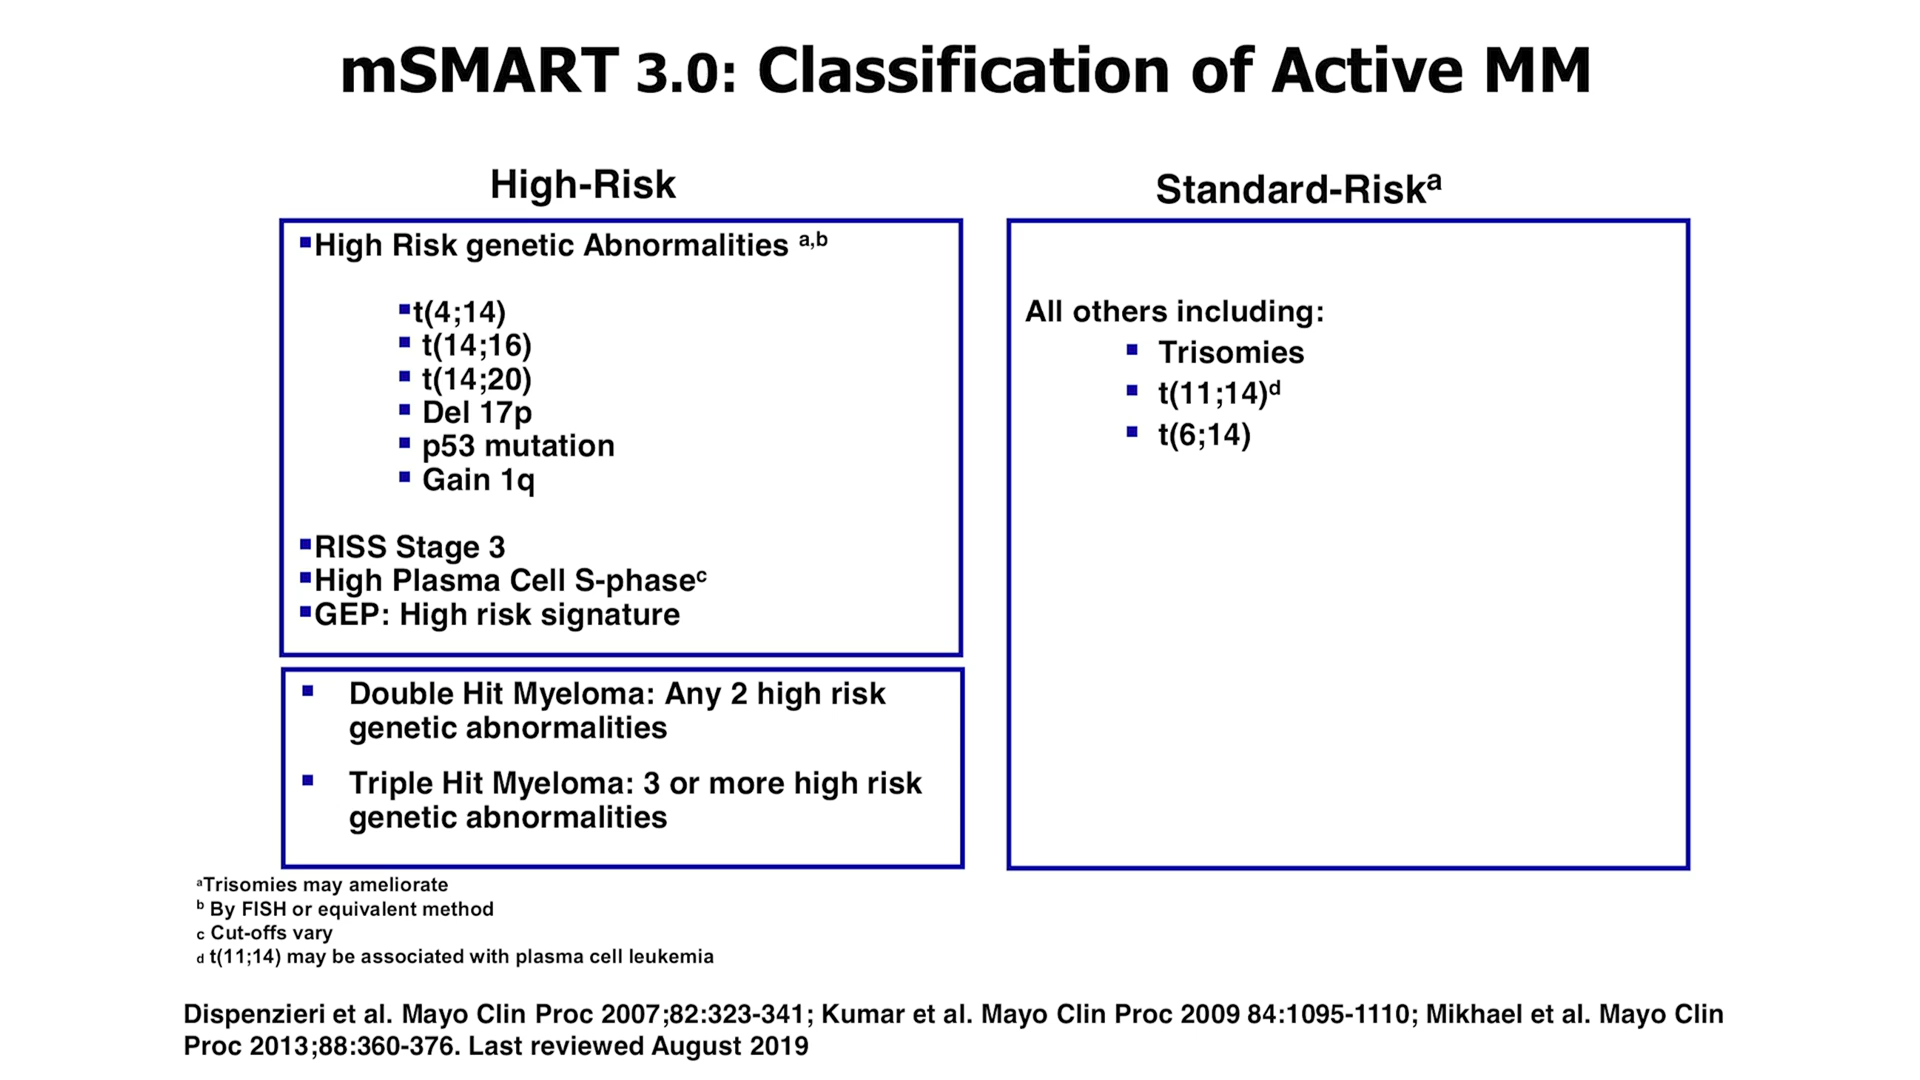 mSMART 3.0: Classification of Active MM
High-Risk
▪High Risk genetic Abnormalities a,b
▪t(4;14)
▪ t(14;16)
▪ t(14;20)
▪ Del 17p
▪ p53 mutation
▪ Gain 1q
▪RISS Stage 3
▪High Plasma Cell S-phasec
▪GEP: High risk signature
▪ Double Hit Myeloma: Any 2 high risk
genetic abnormalities
▪ Triple Hit Myeloma: 3 or more high risk
genetic abnormalities
Standard-Riska
All others including:
▪ Trisomies
▪ t(11;14)d
▪ t(6;14)
aTrisomies may ameliorate
b By FISH or equivalent method
c Cut-offs vary
d t(11;14) may be associated with plasma cell leukemia
Dispenzieri et al. Mayo Clin Proc 2007;82:323-341; Kumar et al. Mayo Clin Proc 2009 84:1095-1110; Mikhael et al. Mayo Clin
Proc 2013;88:360-376. Last reviewed August 2019